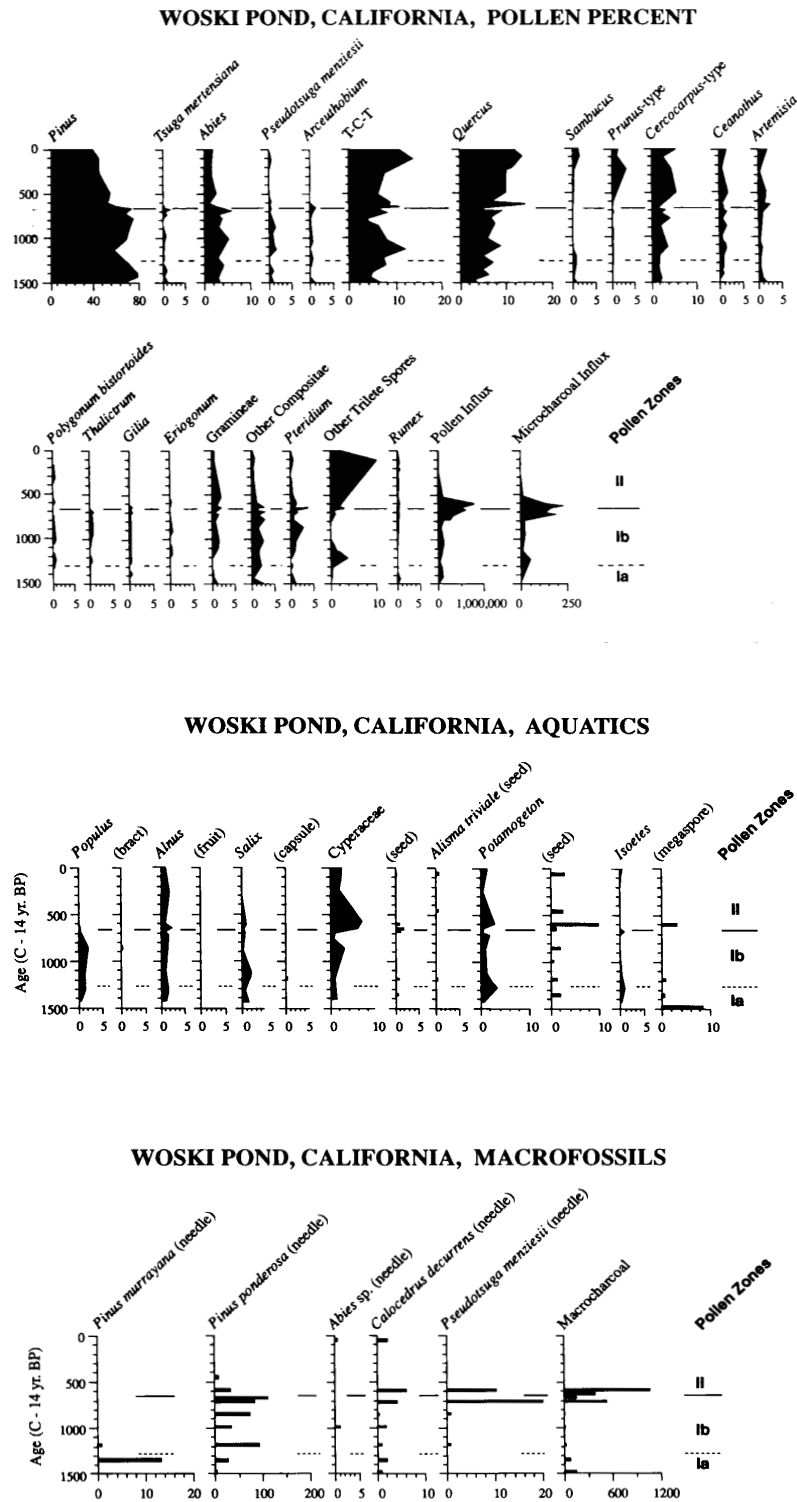 WOSKI POND, CALIFORNIA, POLLEN PERCENT
Pinus
Tsuga mertensiana
Abies
Pseudotsuga menziesii
Arceuthobium
T-C-T
Quercus
Sambucus
Prunus-type
Cercocarpus-type
Ceanothus
Artemisia
0
500
1000
1500
0 40 80 0 5 0 10 0 5 0 5 0 10 20 0 10 20 0 5 0 5 0 10 0 5 0 5
Polygonum bistortoides
Thalictrum
Gilia
Eriogonum
Gramineae
Other Compositae
Pteridium
Other Trilete Spores
Rumex
Pollen Influx
Microcharcoal Influx
Pollen Zones
0
500
1000
1500
II
Ib
Ia
0 5 0 5 0 5 0 5 0 5 0 5 0 5 0 10 0 5 0 1,000,000 0 250
WOSKI POND, CALIFORNIA, AQUATICS
Populus
(bract)
Alnus
(fruit)
Salix
(capsule)
Cyperaceae
(seed)
Alisma triviale (seed)
Potamogeton
(seed)
Isoetes
(megaspore)
Pollen Zones
Age (C - 14 yr. BP)
0
500
1000
1500
II
Ib
Ia
0 5 0 5 0 5 0 5 0 5 0 5 0 10 0 5 0 5 0 10 0 5 10 0 5 0 10
WOSKI POND, CALIFORNIA, MACROFOSSILS
Pinus murrayana (needle)
Pinus ponderosa (needle)
Abies sp. (needle)
Calocedrus decurrens (needle)
Pseudotsuga menziesii (needle)
Macrocharcoal
Pollen Zones
Age (C - 14 yr. BP)
0
500
1000
1500
II
Ib
Ia
0 10 20 0 100 200 0 5 0 10 0 10 20 0 600 1200